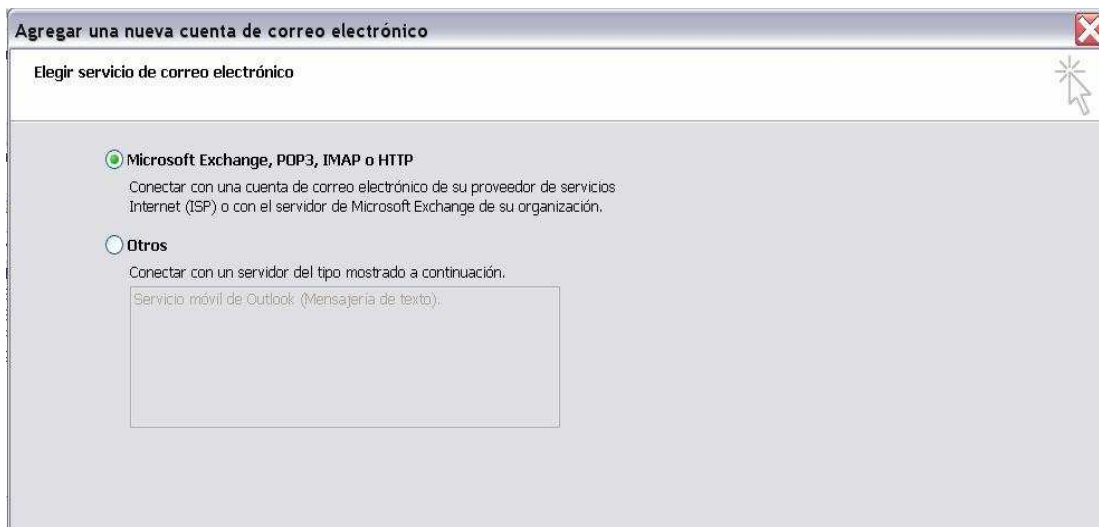 Agregar una nueva cuenta de correo electrónico
Elegir servicio de correo electrónico
Microsoft Exchange, POP3, IMAP o HTTP
Conectar con una cuenta de correo electrónico de su proveedor de servicios
Internet (ISP) o con el servidor de Microsoft Exchange de su organización.
Otros
Conectar con un servidor del tipo mostrado a continuación.
Servicio móvil de Outlook (Mensajería de texto).